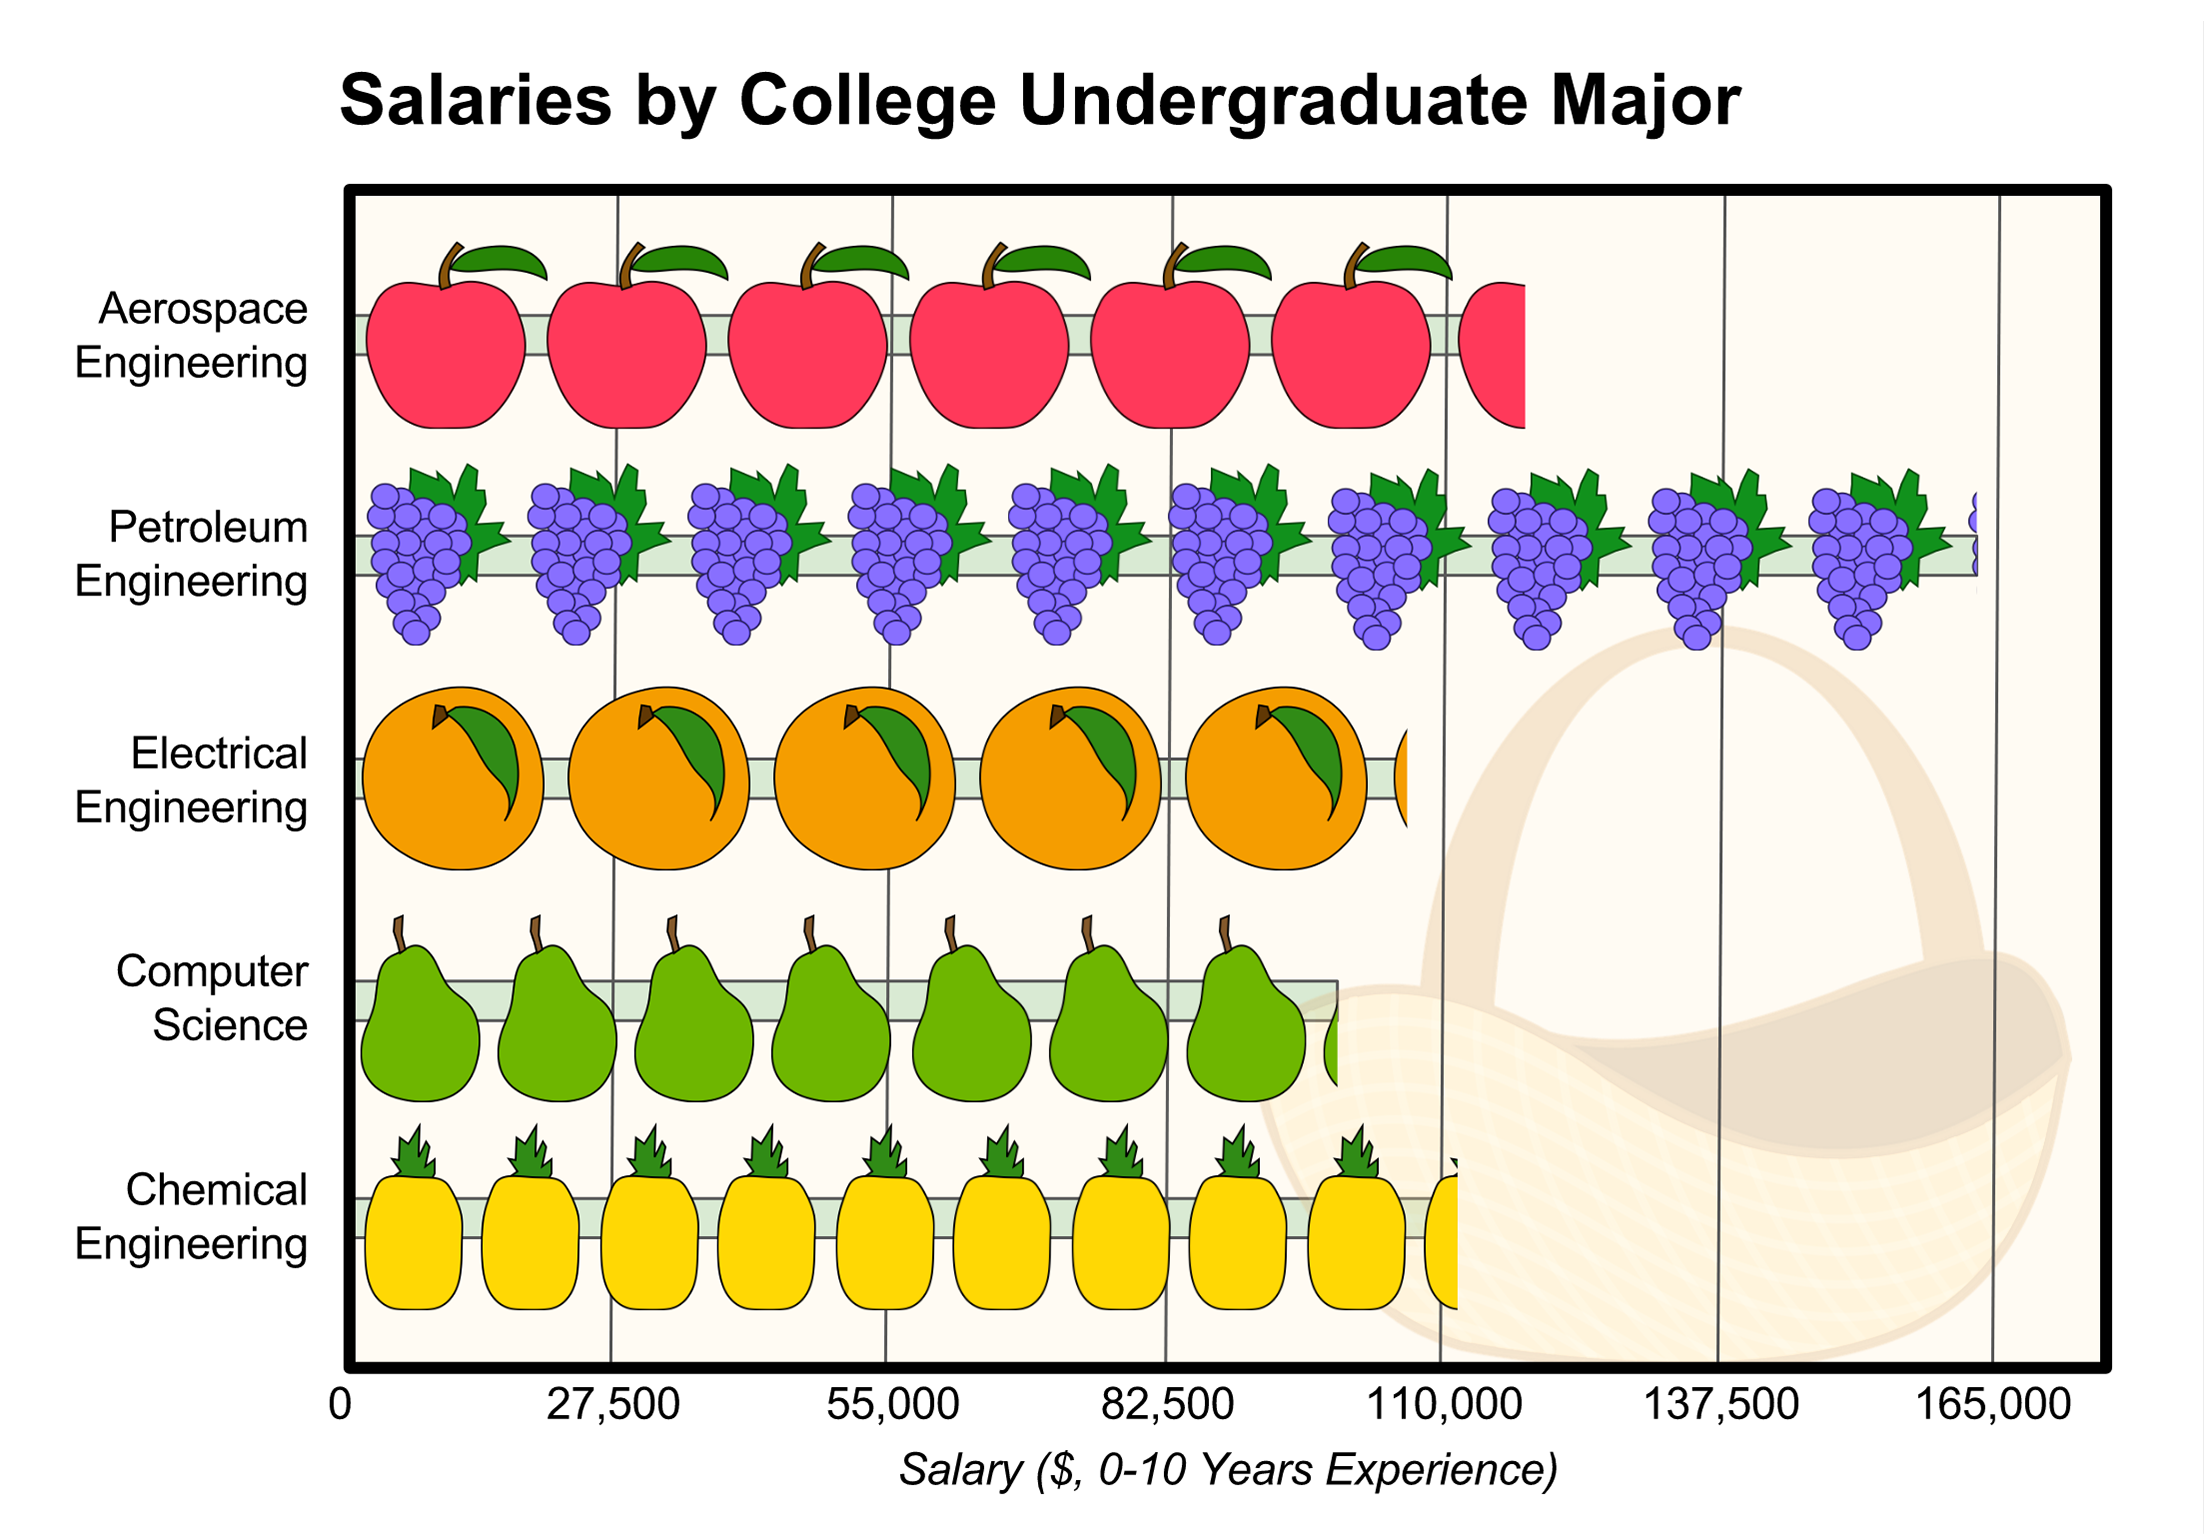 Salaries by College Undergraduate Major
Aerospace
Engineering
Petroleum
Engineering
Electrical
Engineering
Computer
Science
Chemical
Engineering
0 27,500 55,000 82,500 110,000 137,500 165,000
Salary ($, 0-10 Years Experience)